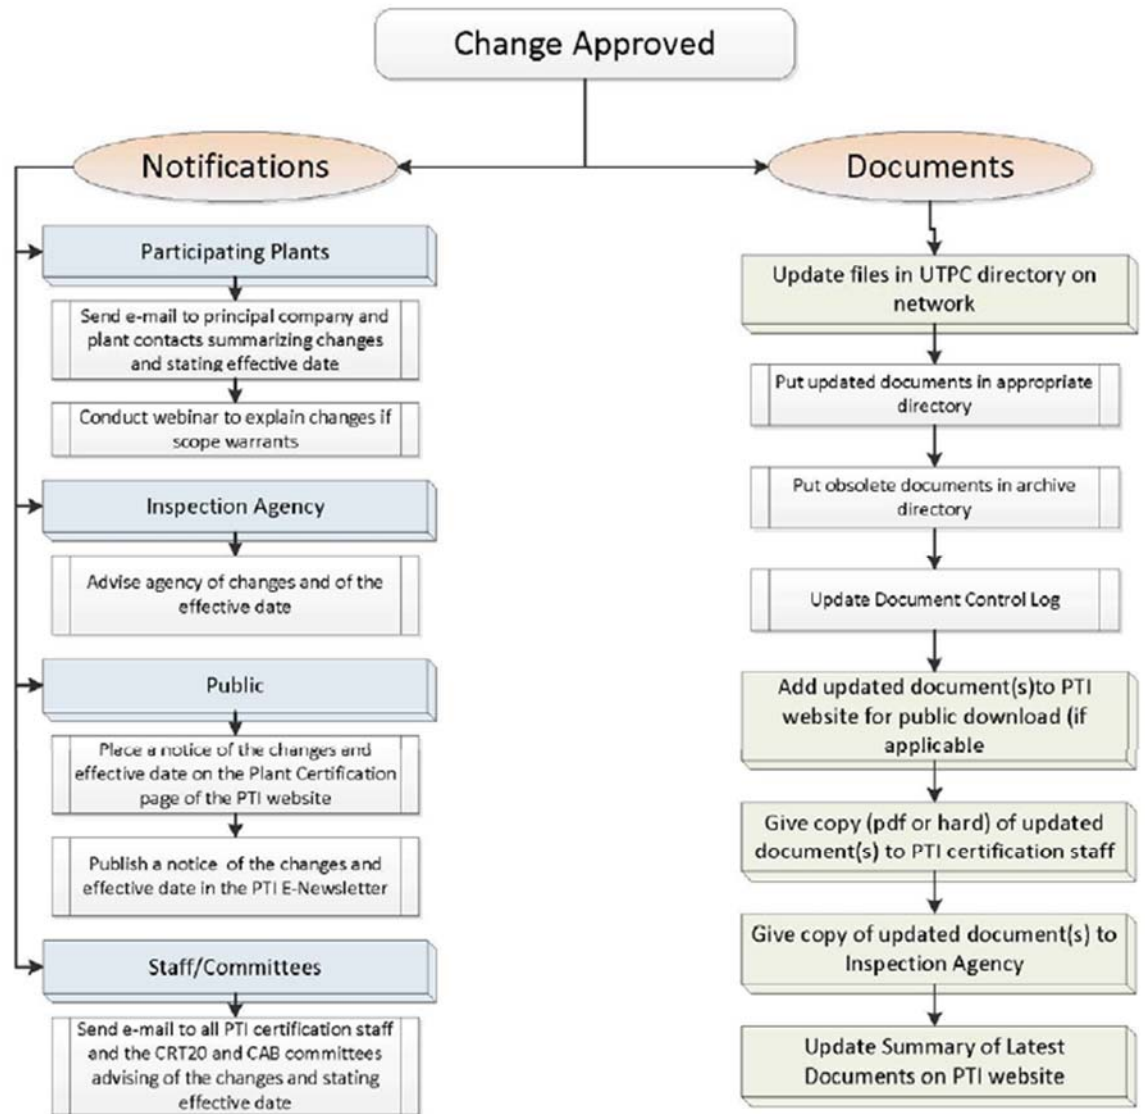 Change Approved
Notifications
Participating Plants
Send e-mail to principal company and
plant contacts summarizing changes
and stating effective date
Conduct webinar to explain changes if
scope warrants
Inspection Agency
Advise agency of changes and of the
effective date
Public
Place a notice of the changes and
effective date on the Plant Certification
page of the PTI website
Publish a notice of the changes and
effective date in the PTI E-Newsletter
Staff/Committees
Send e-mail to all PTI certification staff
and the CRT20 and CAB committees
advising of the changes and stating
effective date
Documents
Update files in UTPC directory on
network
Put updated documents in appropriate
directory
Put obsolete documents in archive
directory
Update Document Control Log
Add updated document(s)to PTI
website for public download (if
applicable
Give copy (pdf or hard) of updated
document(s) to PTI certification staff
Give copy of updated document(s) to
Inspection Agency
Update Summary of Latest
Documents on PTI website